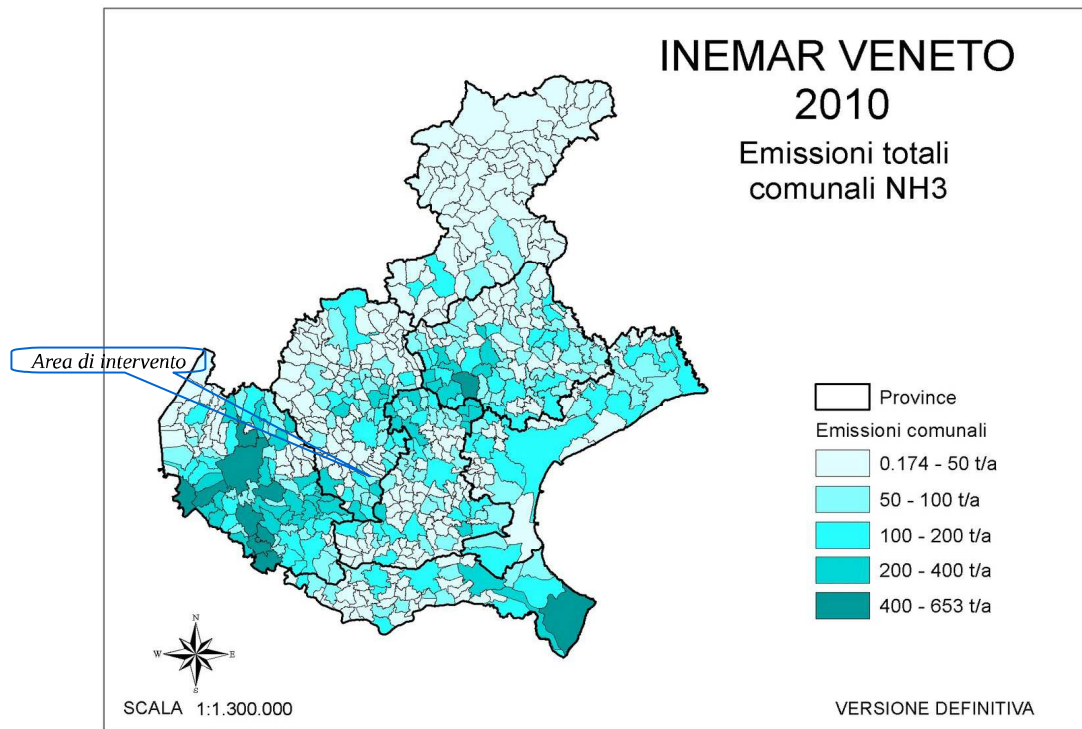 INEMAR VENETO
2010
Emissioni totali
comunali NH3
Area di intervento
Province
Emissioni comunali
0.174 - 50 t/a
50 - 100 t/a
100 - 200 t/a
200 - 400 t/a
400 - 653 t/a
N
W E
S
SCALA 1:1.300.000
VERSIONE DEFINITIVA